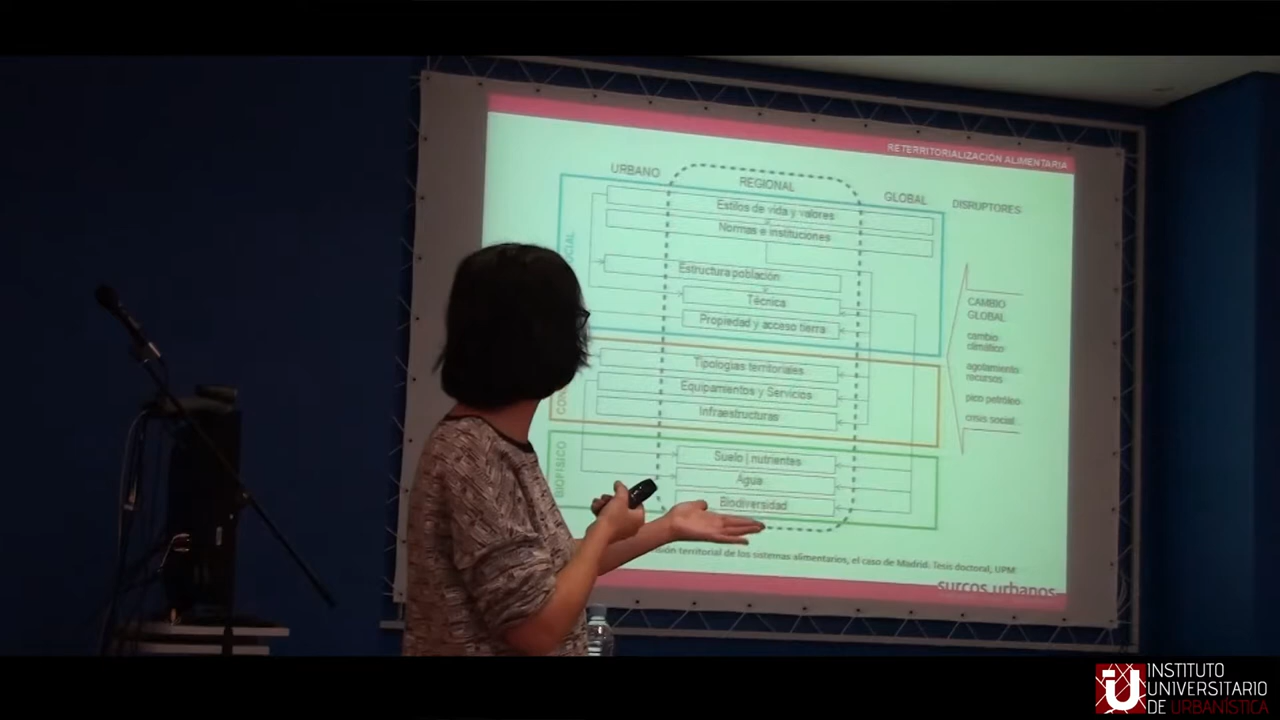 RETERRITORIALIZACIÓN ALIMENTARIA
URBANO
REGIONAL
GLOBAL
DISRUPTORES
Estilos de vida y valores
Normas e instituciones
Estructura población
Técnica
Propiedad y acceso tierra
CAMBIO
GLOBAL
cambio
climático
agotamiento
recursos
pico petróleo
crisis social
Tipologías territoriales
Equipamientos y Servicios
Infraestructuras
BIOFÍSICO
Suelo | nutrientes
Agua
Biodiversidad
territorial de los sistemas alimentarios, el caso de Madrid. Tesis doctoral, UPM
surcos urbanos
INSTITUTO
UNIVERSITARIO
DE URBANÍSTICA